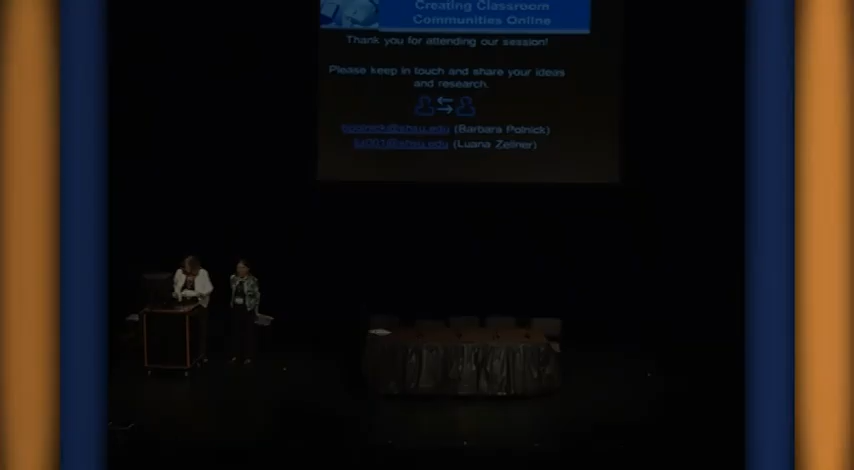 Creating Classroom
Communities Online
Thank you for attending our session!
Please keep in touch and share your ideas
and research.
(Barbara Polnick)
(Luana Zellner)